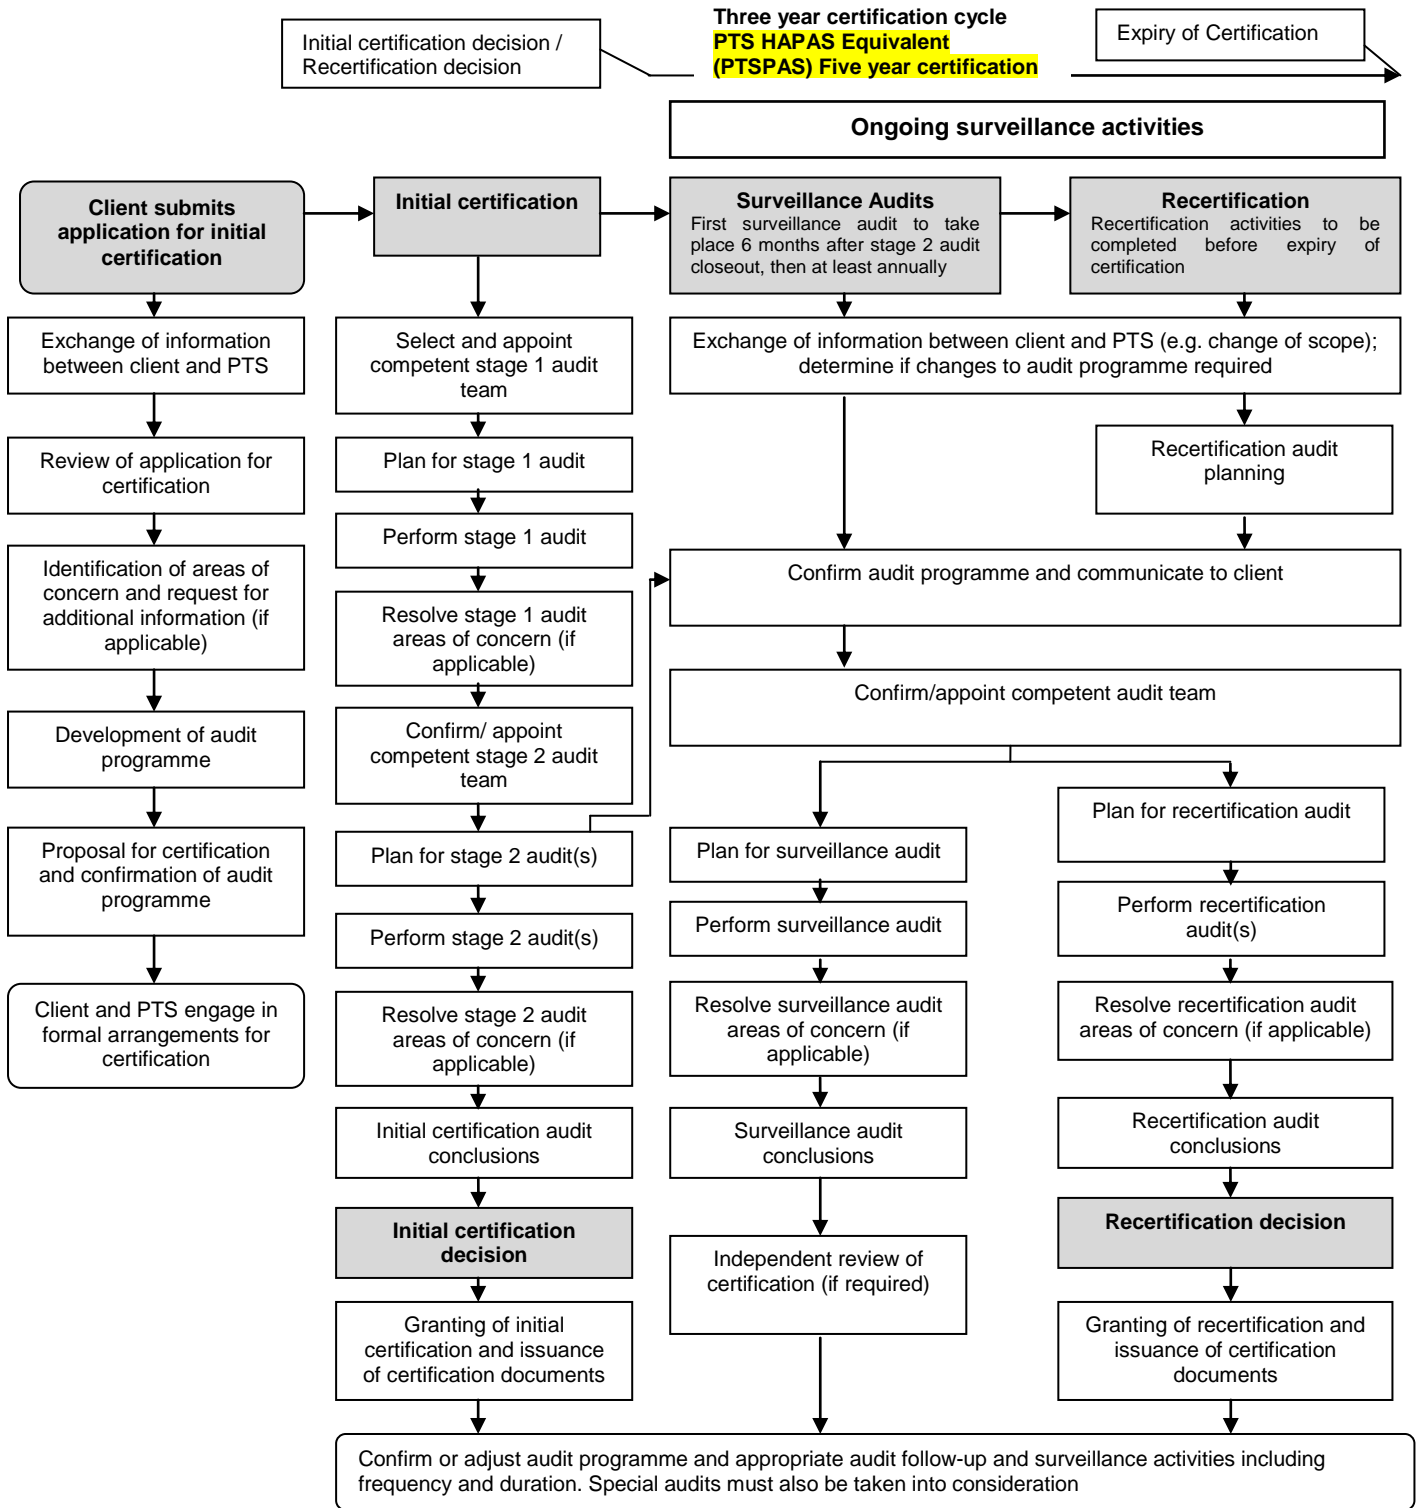 Initial certification decision /
Recertification decision
Three year certification cycle
PTS HAPAS Equivalent
(PTSPAS) Five year certification
Expiry of Certification
Ongoing surveillance activities
Client submits
application for initial
certification
Initial certification
Surveillance Audits
First surveillance audit to take
place 6 months after stage 2 audit
closeout, then at least annually
Recertification
Recertification activities to be
completed before expiry of
certification
Exchange of information
between client and PTS
Review of application for
certification
Identification of areas of
concern and request for
additional information (if
applicable)
Development of audit
programme
Proposal for certification
and confirmation of audit
programme
Client and PTS engage in
formal arrangements for
certification
Select and appoint
competent stage 1 audit
team
Plan for stage 1 audit
Perform stage 1 audit
Resolve stage 1 audit
areas of concern (if
applicable)
Confirm/ appoint
competent stage 2 audit
team
Plan for stage 2 audit(s)
Perform stage 2 audit(s)
Resolve stage 2 audit
areas of concern (if
applicable)
Initial certification audit
conclusions
Initial certification
decision
Granting of initial
certification and issuance
of certification documents
Exchange of information between client and PTS (e.g. change of scope);
determine if changes to audit programme required
Recertification audit
planning
Confirm audit programme and communicate to client
Confirm/appoint competent audit team
Plan for surveillance audit
Perform surveillance audit
Resolve surveillance audit
areas of concern (if
applicable)
Surveillance audit
conclusions
Independent review of
certification (if required)
Plan for recertification audit
Perform recertification
audit(s)
Resolve recertification audit
areas of concern (if applicable)
Recertification audit
conclusions
Recertification decision
Granting of recertification and
issuance of certification
documents
Confirm or adjust audit programme and appropriate audit follow-up and surveillance activities including
frequency and duration. Special audits must also be taken into consideration